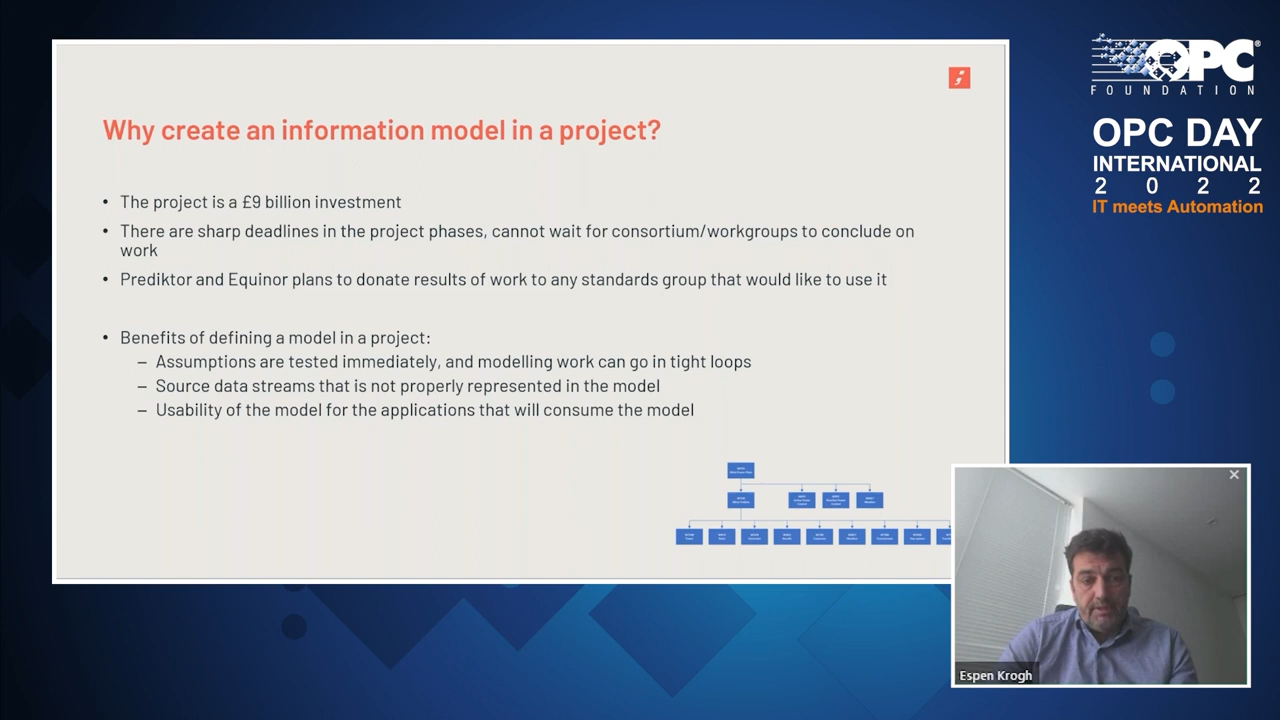 Why create an information model in a project?
• The project is a £9 billion investment
• There are sharp deadlines in the project phases, cannot wait for consortium/workgroups to conclude on
work
• Prediktor and Equinor plans to donate results of work to any standards group that would like to use it
• Benefits of defining a model in a project:
– Assumptions are tested immediately, and modelling work can go in tight loops
– Source data streams that is not properly represented in the model
– Usability of the model for the applications that will consume the model
OPC
FOUNDATION
OPC DAY
INTERNATIONAL
2022
IT meets Automation
Espen Krogh